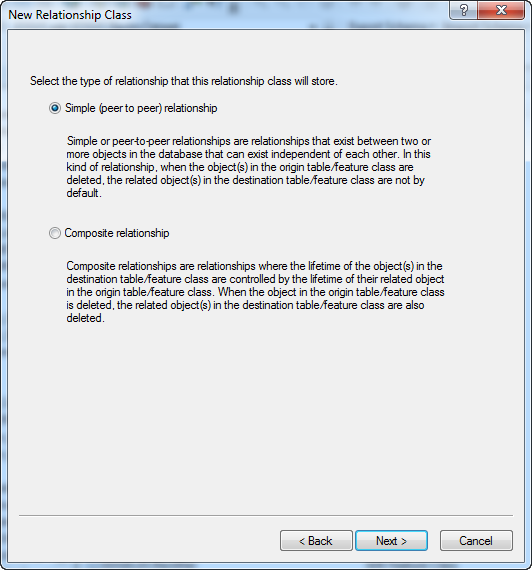 New Relationship Class
Select the type of relationship that this relationship class will store.
Simple (peer to peer) relationship
Simple or peer-to-peer relationships are relationships that exist between two or
more objects in the database that can exist independent of each other. In this
kind of relationship, when the object(s) in the origin table/feature class are
deleted, the related object(s) in the destination table/feature class are not by
default.
Composite relationship
Composite relationships are relationships where the lifetime of the object(s) in the
destination table/feature class are controlled by the lifetime of their related object
in the origin table/feature class. When the object in the origin table/feature class
is deleted, the related object(s) in the destination table/feature class are also
deleted.
< Back
Next >
Cancel